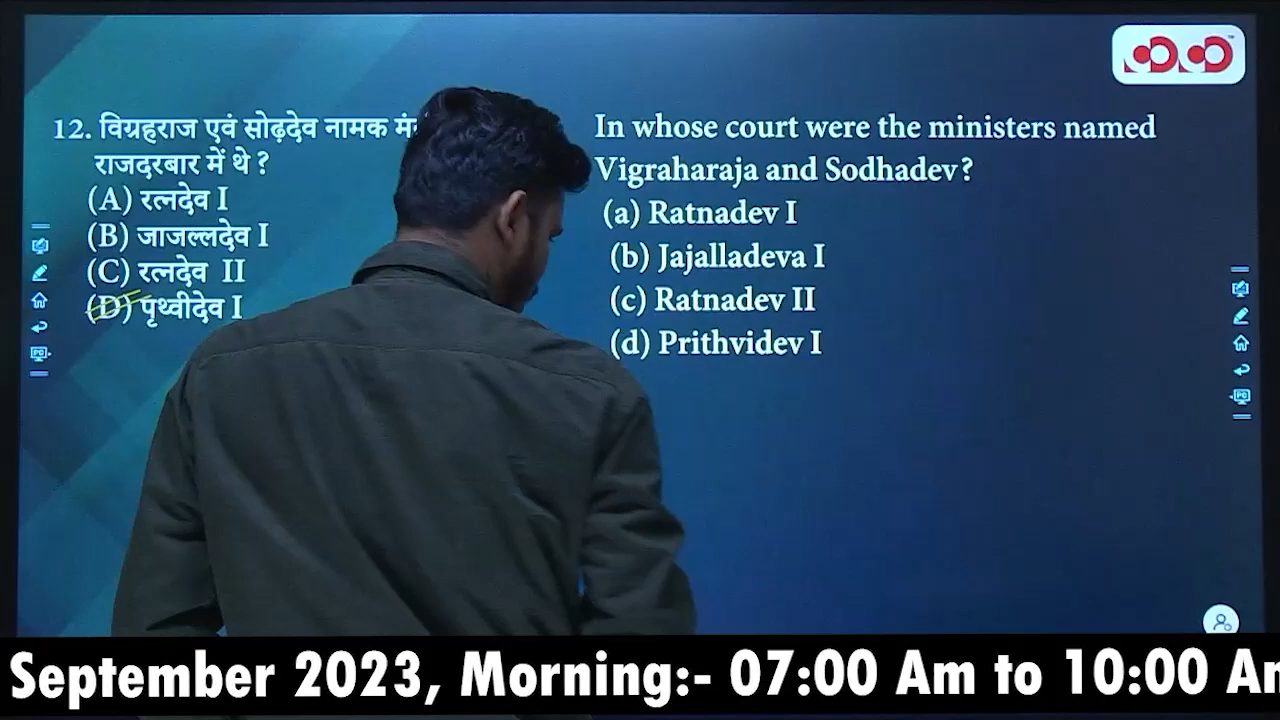 12. विग्रहराज एवं सोढ़देव नामक
राजदरबार में थे ?
(A) रत्नदेव I
(B) जाजल्लदेव I
(C) रत्नदेव II
(D) पृथ्वीदेव I
In whose court were the ministers named
Vigraharaja and Sodhadev?
(a) Ratnadev I
(b) Jajalladeva I
(c) Ratnadev II
(d) Prithvidev I
September 2023, Morning:- 07:00 Am to 10:00